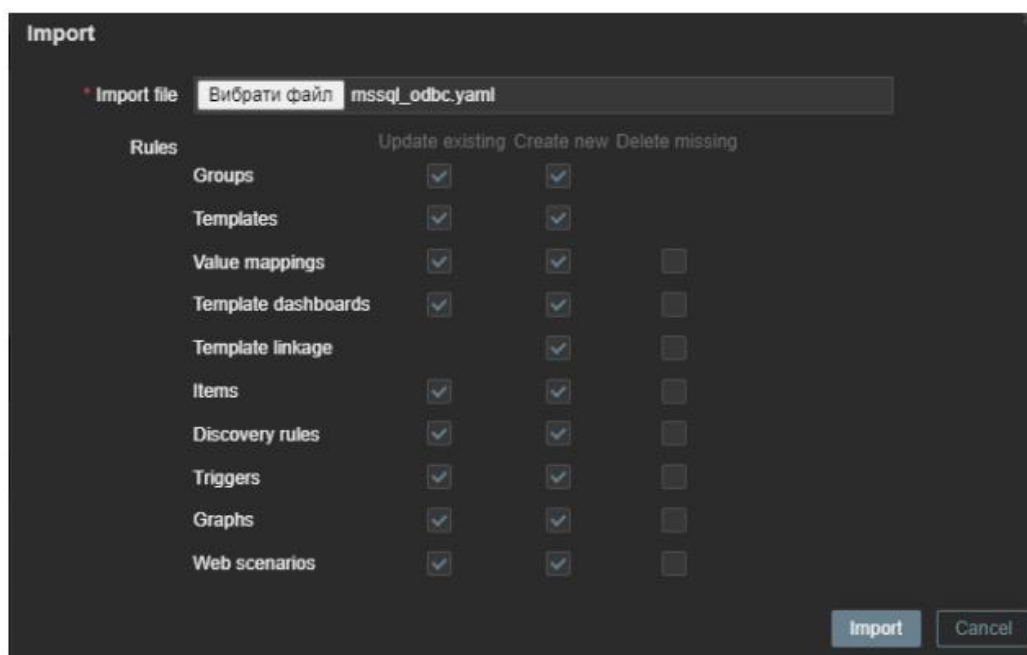 Import
* Import file Вибрати файл mssql_odbc.yaml
Rules Update existing Create new Delete missing
Groups
Templates
Value mappings
Template dashboards
Template linkage
Items
Discovery rules
Triggers
Graphs
Web scenarios
Import Cancel